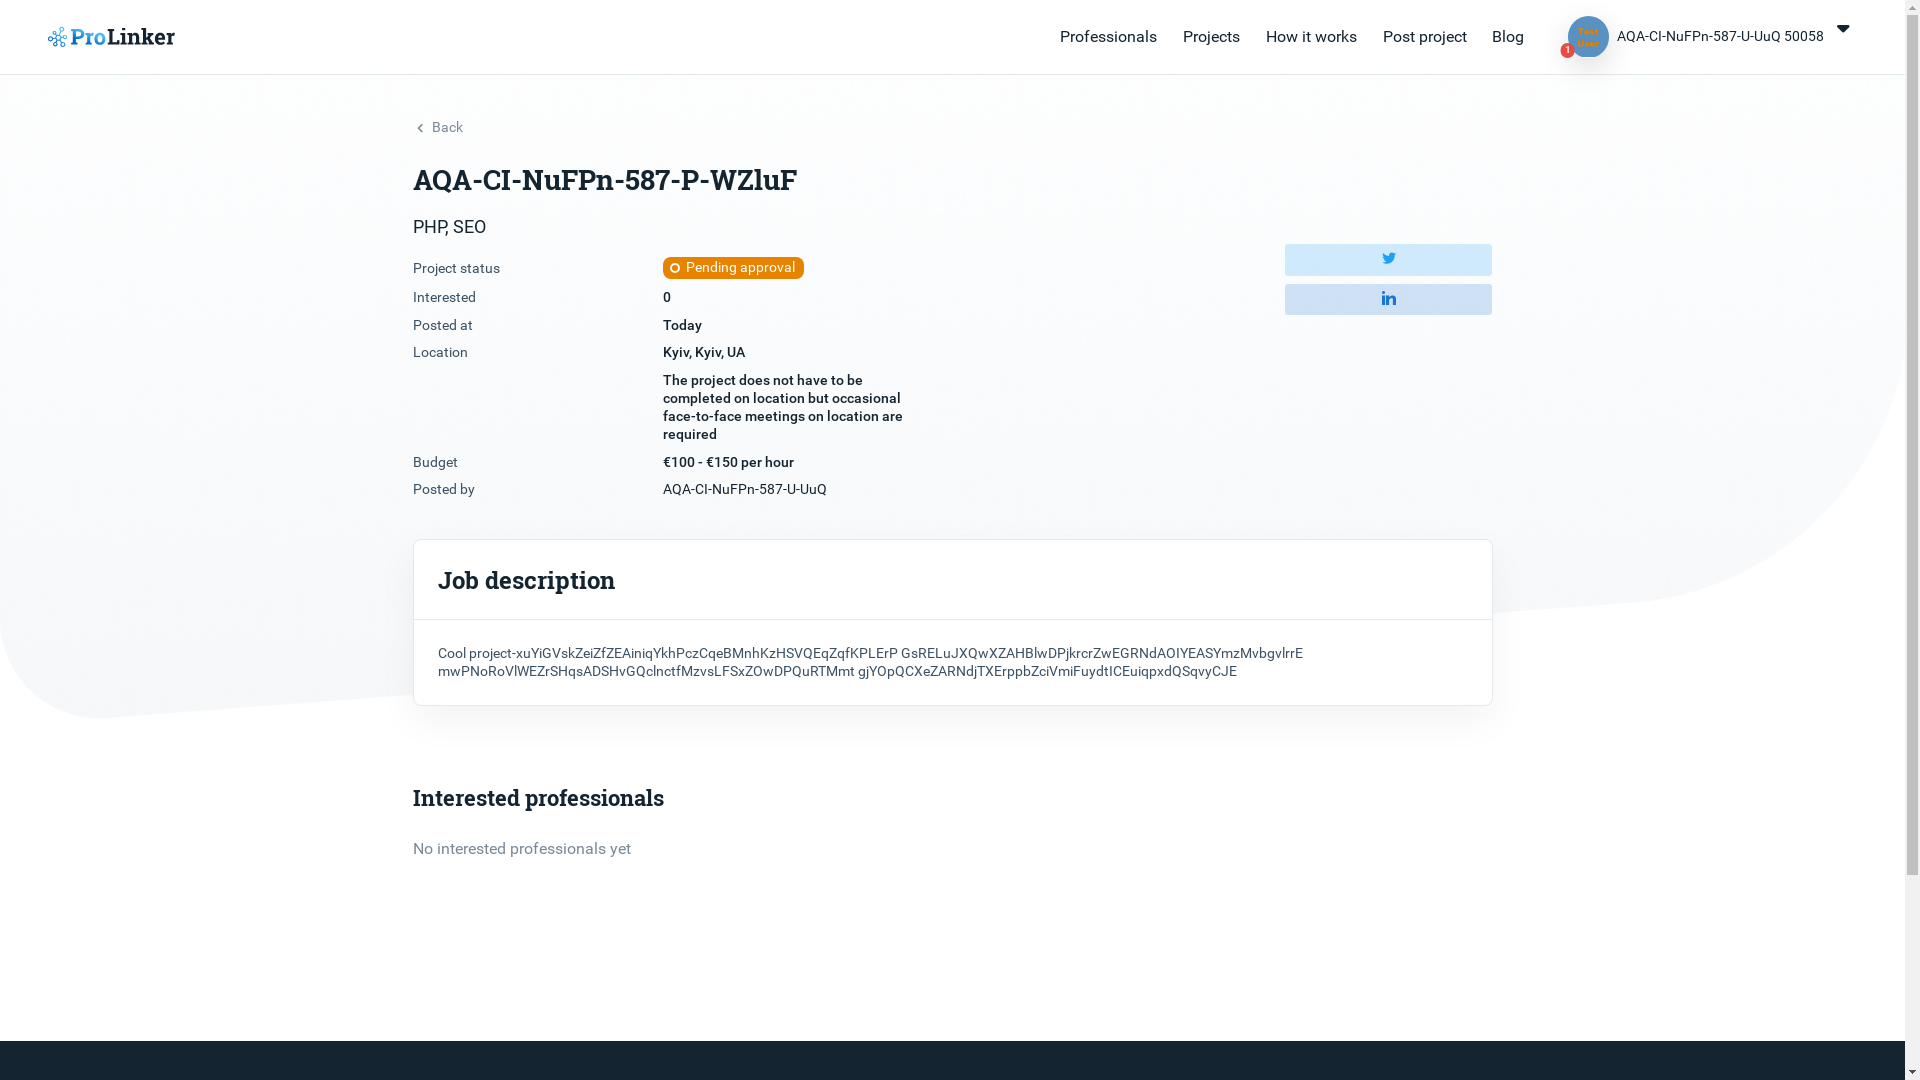 ProLinker
Professionals
Projects
How it works
Post project
Blog
Test
User
1
AQA-CI-NuFPn-587-U-UuQ 50058
Back
AQA-CI-NuFPn-587-P-WZluF
PHP, SEO
Project status
Pending approval
Interested
0
Posted at
Today
Location
Kyiv, Kyiv, UA
The project does not have to be
completed on location but occasional
face-to-face meetings on location are
required
Budget
€100 - €150 per hour
Posted by
AQA-CI-NuFPn-587-U-UuQ
Job description
Cool project-xuYiGVskZeiZfZEAiniqYkhPczCqeBMnhKzHSVQEqZqfKPLErP GsRELuJXQwXZAHBlwDPjkrcrZwEGRNdAOIYEASYmzMvbgvlrrE
mwPNoRoVlWEZrSHqsADSHvGQclnctfMzvsLFSxZOwDPQuRTMmt gjYOpQCXeZARNdjTXErppbZciVmiFuydtICEuiqpxdQSqvyCJE
Interested professionals
No interested professionals yet